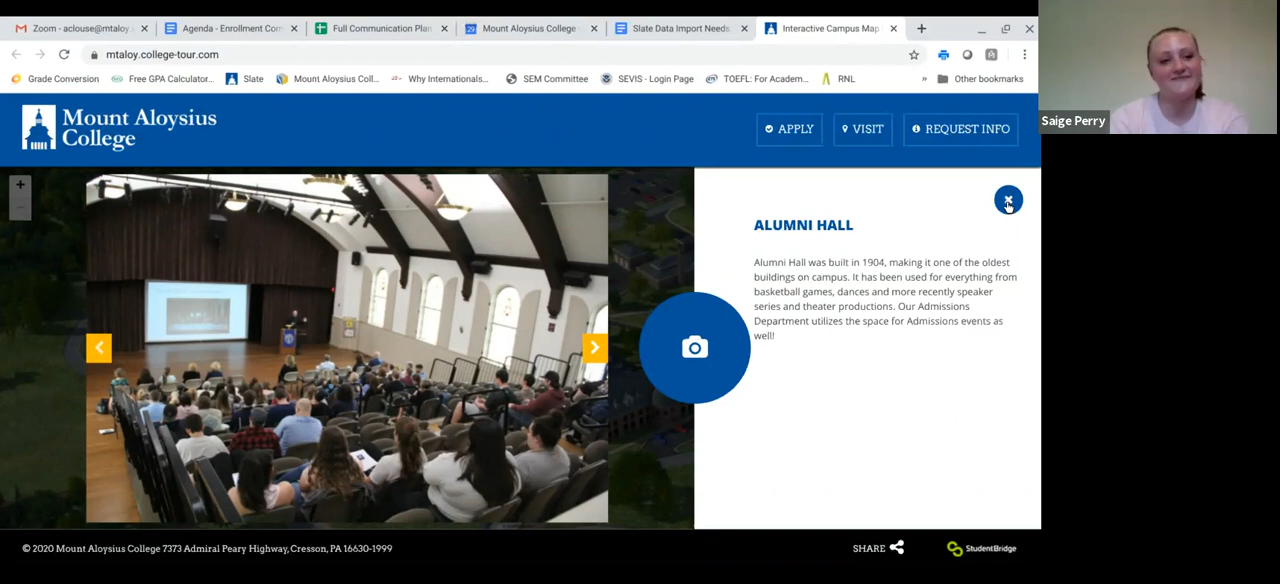 Zoom - aclouse@mtaloy
Agenda - Enrollment Com
Full Communication Plan
Mount Aloysius College
Slate Data Import Needs.
Interactive Campus Map
mtaloy.college-tour.com
Grade Conversion
Free GPA Calculator...
Slate
Mount Aloysius Coll...
Why Internationals...
SEM Committee
SEVIS - Login Page
TOEFL: For Academ...
RNL
» Other bookmarks
Saige Perry
Mount Aloysius
College
APPLY
VISIT
REQUEST INFO
ALUMNI HALL
Alumni Hall was built in 1904, making it one of the oldest
buildings on campus. It has been used for everything from
basketball games, dances and more recently speaker
series and theater productions. Our Admissions
Department utilizes the space for Admissions events as
well!
© 2020 Mount Aloysius College 7373 Admiral Peary Highway, Cresson, PA 16630-1999
SHARE
StudentBridge